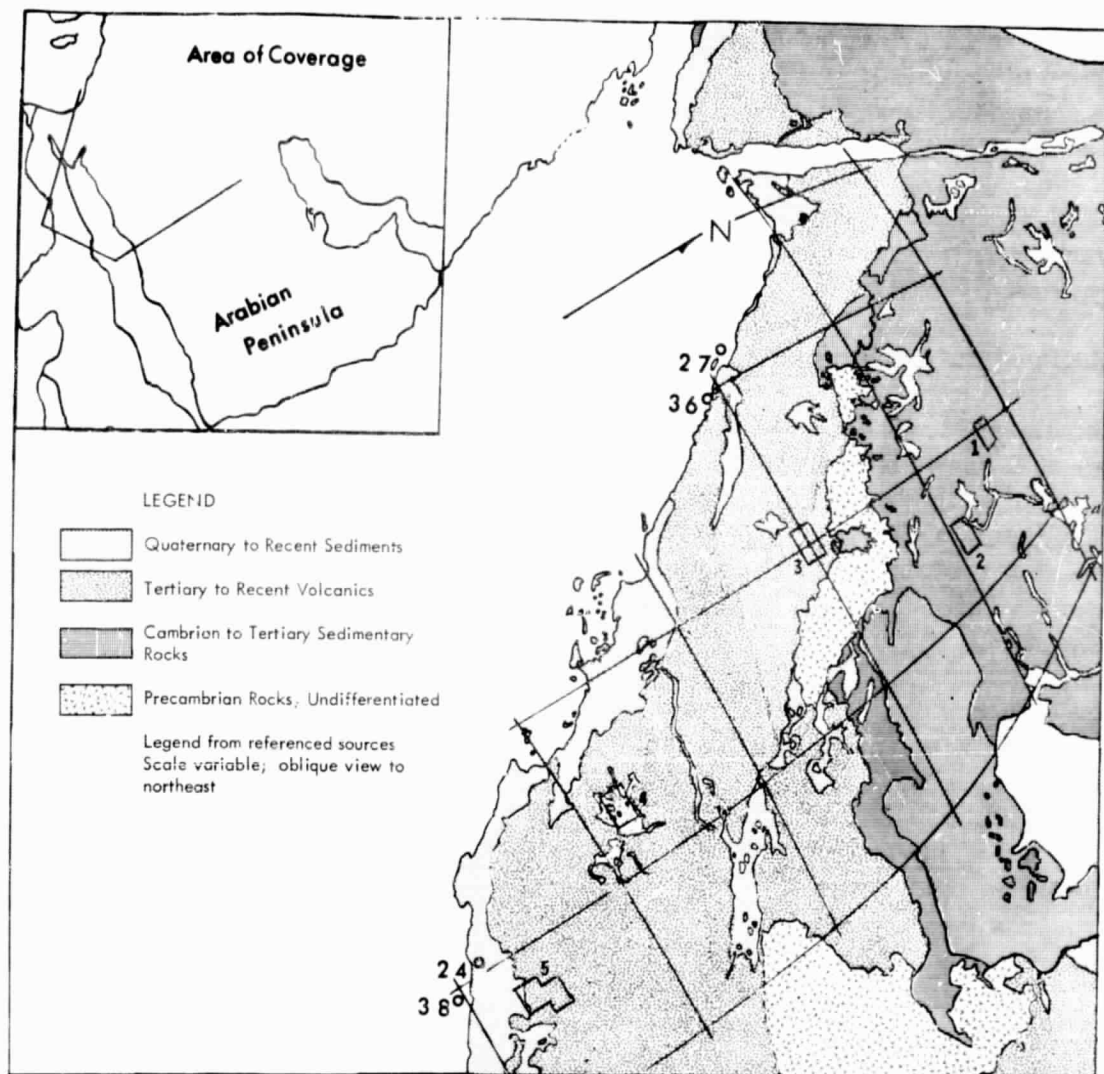 Area of Coverage
Arabian
Peninsula
N
27
36
1
2
3
LEGEND
Quaternary to Recent Sediments
Tertiary to Recent Volcanics
Cambrion to Tertiary Sedimentary
Rocks
Precambrian Rocks, Undifferentiated
Legend from referenced sources
Scale variable; oblique view to
northeast
4
24
5
38